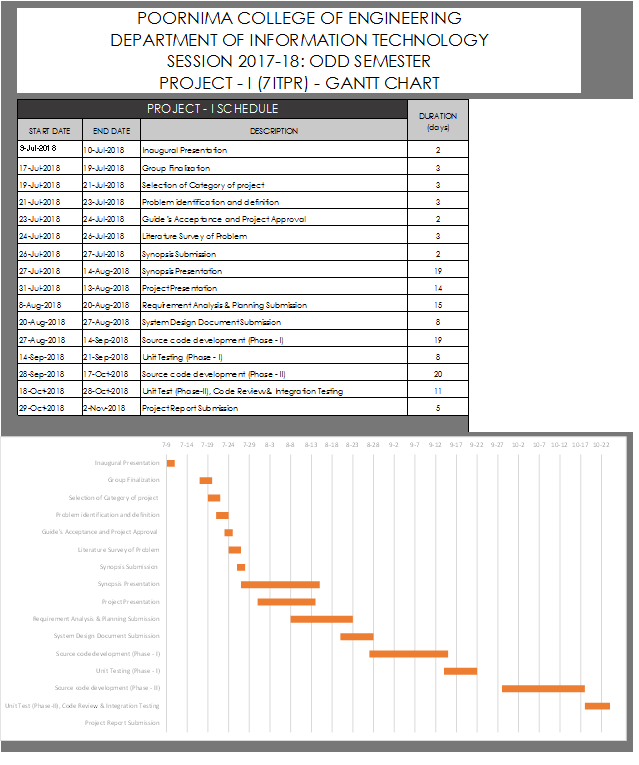 POORNIMA COLLEGE OF ENGINEERING
DEPARTMENT OF INFORMATION TECHNOLOGY
SESSION 2017-18: ODD SEMESTER
PROJECT - I (7ITPR) - GANTT CHART
PROJECT - I SCHEDULE DURATION (days)
START DATE END DATE DESCRIPTION
9-Jul-2018 10-Jul-2018 Inaugural Presentation 2
17-Jul-2018 19-Jul-2018 Group Finalization 3
19-Jul-2018 21-Jul-2018 Selection of Category of project 3
21-Jul-2018 23-Jul-2018 Problem identification and definition 3
23-Jul-2018 24-Jul-2018 Guide's Acceptance and Project Approval 2
24-Jul-2018 26-Jul-2018 Literature Survey of Problem 3
26-Jul-2018 27-Jul-2018 Synopsis Submission 2
27-Jul-2018 14-Aug-2018 Synopsis Presentation 19
31-Jul-2018 13-Aug-2018 Project Presentation 14
8-Aug-2018 20-Aug-2018 Requirement Analysis & Planning Submission 15
20-Aug-2018 27-Aug-2018 System Design Document Submission 8
27-Aug-2018 14-Sep-2018 Source code development (Phase - I) 19
14-Sep-2018 21-Sep-2018 Unit Testing (Phase - I) 8
28-Sep-2018 17-Oct-2018 Source code development (Phase - II) 20
18-Oct-2018 28-Oct-2018 Unit Test (Phase-II), Code Review & Integration Testing 11
29-Oct-2018 2-Nov-2018 Project Report Submission 5
7-9 7-14 7-19 7-24 7-29 8-3 8-8 8-13 8-18 8-23 8-28 9-2 9-7 9-12 9-17 9-22 9-27 10-2 10-7 10-12 10-17 10-22
Inaugural Presentation
Group Finalization
Selection of Category of project
Problem identification and definition
Guide's Acceptance and Project Approval
Literature Survey of Problem
Synopsis Submission
Synopsis Presentation
Project Presentation
Requirement Analysis & Planning Submission
System Design Document Submission
Source code development (Phase - I)
Unit Testing (Phase - I)
Source code development (Phase - II)
Unit Test (Phase-II), Code Review & Integration Testing
Project Report Submission